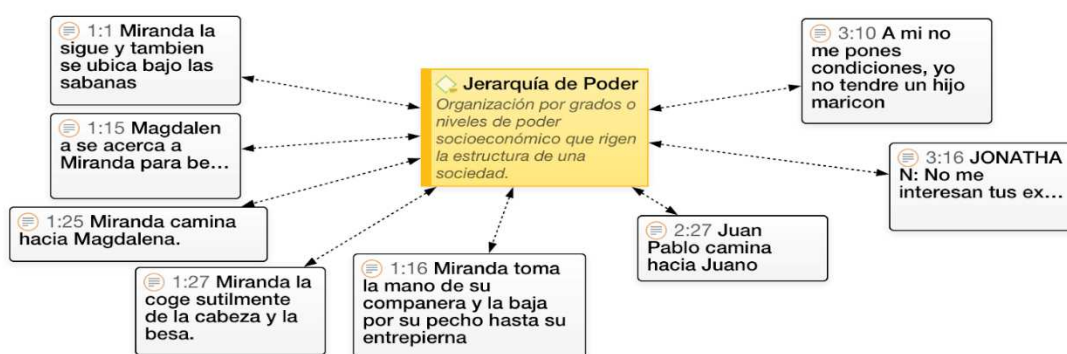 1:1 Miranda la
sigue y tambien
se ubica bajo las
sabanas
1:15 Magdalen
a se acerca a
Miranda para be...
1:25 Miranda camina
hacia Magdalena.
1:27 Miranda la
coge sutilmente
de la cabeza y la
besa.
1:16 Miranda toma
la mano de su
companera y la baja
por su pecho hasta su
entrepierna
Jerarquía de Poder
Organización por grados o
niveles de poder
socioeconómico que rigen
la estructura de una
sociedad.
2:27 Juan
Pablo camina
hacia Juano
3:10 A mi no
me pones
condiciones, yo
no tendre un hijo
maricon
3:16 JONATHA
N: No me
interesan tus ex...